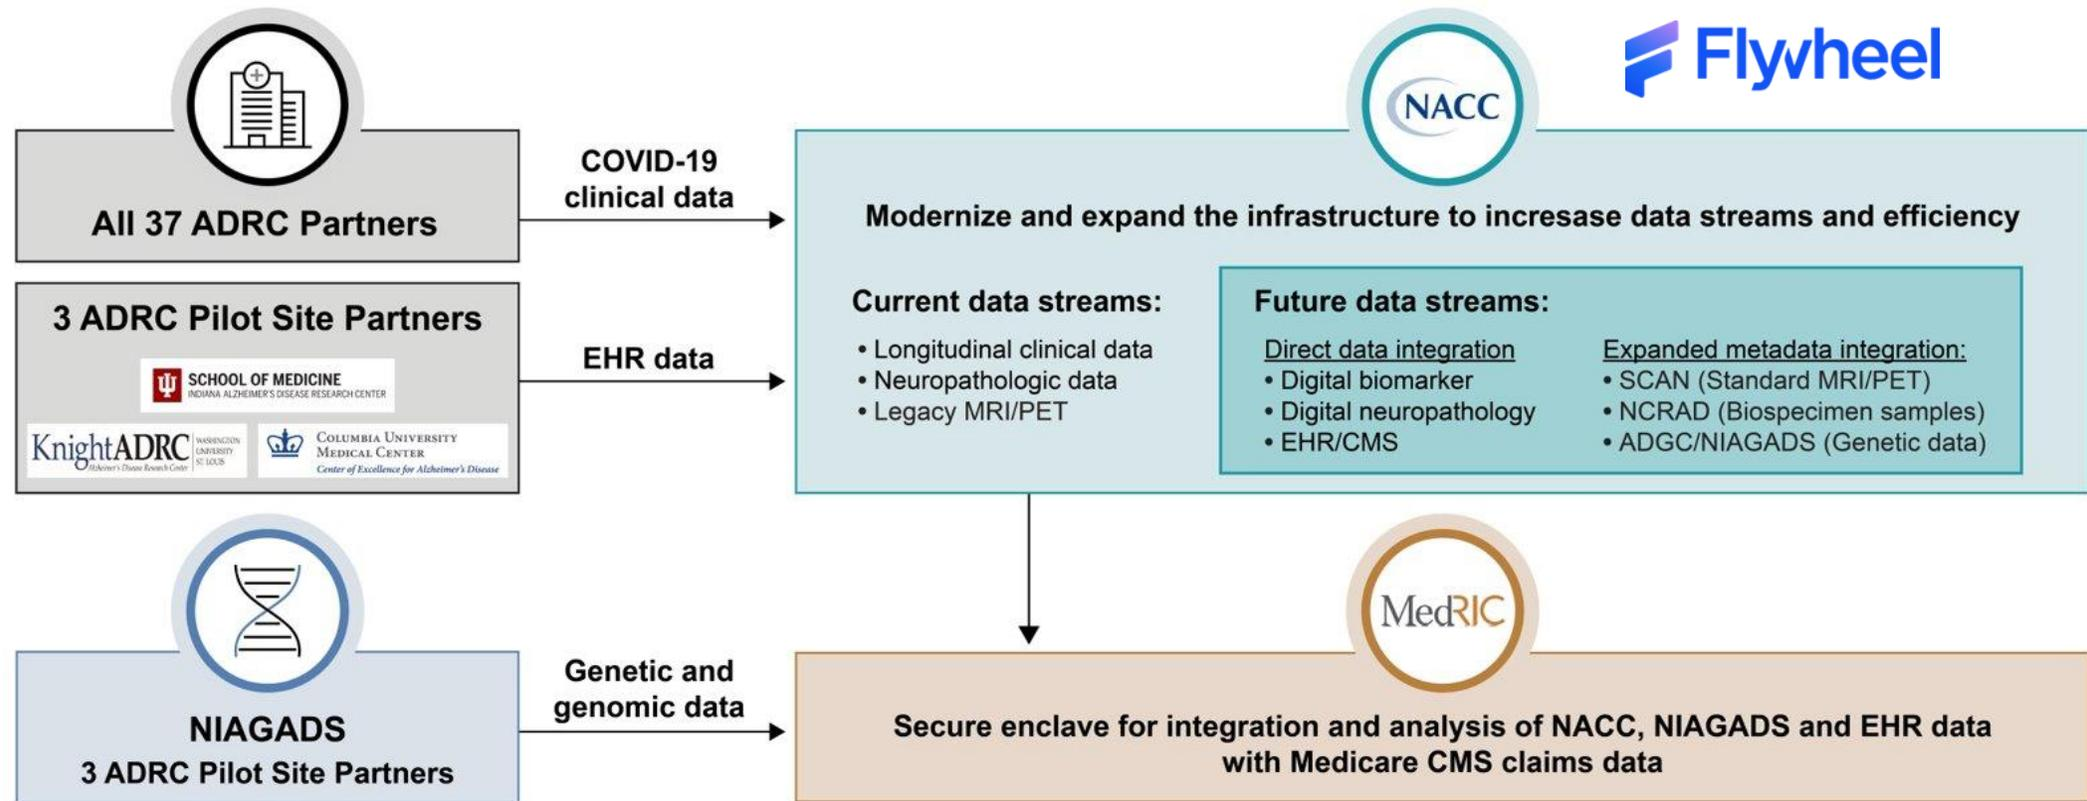 Flywheel
NACC
All 37 ADRC Partners
COVID-19
clinical data
Modernize and expand the infrastructure to incresase data streams and efficiency
3 ADRC Pilot Site Partners
SCHOOL OF MEDICINE
INDIANA ALZHEIMER'S DISEASE RESEARCH CENTER
KnightADRC
Alzheimer's Disease Research Center
WASHINGTON
UNIVERSITY
ST. LOUIS
COLUMBIA UNIVERSITY
MEDICAL CENTER
Center of Excellence for Alzheimer's Disease
EHR data
Current data streams:
• Longitudinal clinical data
• Neuropathologic data
• Legacy MRI/PET
Future data streams:
Direct data integration
• Digital biomarker
• Digital neuropathology
• EHR/CMS
Expanded metadata integration:
• SCAN (Standard MRI/PET)
• NCRAD (Biospecimen samples)
• ADGC/NIAGADS (Genetic data)
NIAGADS
3 ADRC Pilot Site Partners
Genetic and
genomic data
MedRIC
Secure enclave for integration and analysis of NACC, NIAGADS and EHR data
with Medicare CMS claims data